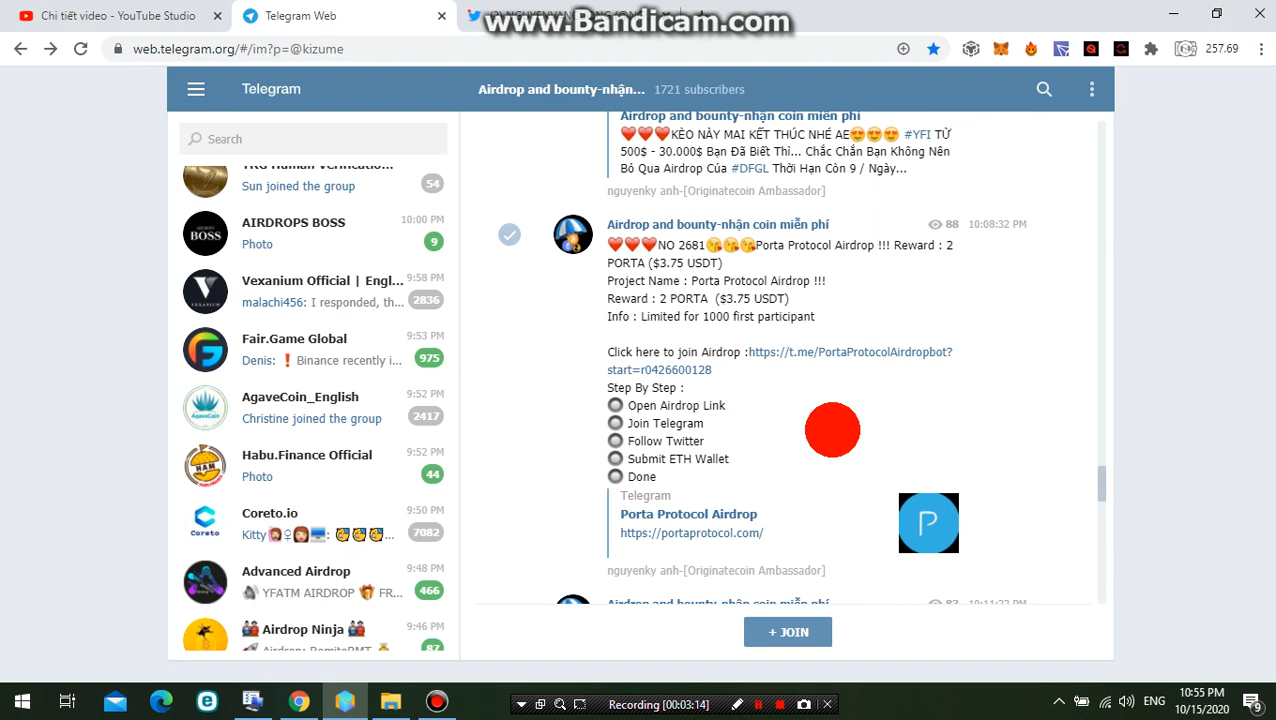 Chi tiết video - YouTube Studio
Telegram Web
www.Bandicam.com
web.telegram.org/#/im?p=@kizume
257.69
Telegram
Airdrop and bounty-nhận... 1721 subscribers
Search
Sun joined the group
54
AIRDROPS BOSS
10:00 PM
Photo
9
Vexanium Official | Engl...
9:58 PM
malachi456: I responded, th...
2836
Fair.Game Global
9:53 PM
Denis: ❗ Binance recently i...
975
AgaveCoin_English
9:52 PM
Christine joined the group
2417
Habu.Finance Official
9:52 PM
Photo
44
Coreto.io
9:50 PM
Kitty
7082
Advanced Airdrop
9:48 PM
YFATM AIRDROP 🎁 FR...
466
Airdrop Ninja
9:46 PM
87
Airdrop and bounty-nhận coin miễn phí
❤️❤️❤️KÈO NÀY MAI KẾT THÚC NHÉ AE😍😍😍 #YFI TỪ
500$ - 30.000$ Bạn Đã Biết Thì... Chắc Chắn Bạn Không Nên
Bỏ Qua Airdrop Của #DFGL Thời Hạn Còn 9 / Ngày...
nguyenky anh-[Originatecoin Ambassador]
Airdrop and bounty-nhận coin miễn phí
88 10:08:32 PM
❤️❤️❤️NO 2681😘😘😘Porta Protocol Airdrop !!! Reward : 2
PORTA ($3.75 USDT)
Project Name : Porta Protocol Airdrop !!!
Reward : 2 PORTA ($3.75 USDT)
Info : Limited for 1000 first participant
Click here to join Airdrop :https://t.me/PortaProtocolAirdropbot?
start=r0426600128
Step By Step :
🔘 Open Airdrop Link
🔘 Join Telegram
🔘 Follow Twitter
🔘 Submit ETH Wallet
🔘 Done
Telegram
Porta Protocol Airdrop
https://portaprotocol.com/
P
nguyenky anh-[Originatecoin Ambassador]
Airdrop and bounty-nhận coin miễn phí
+ JOIN
HAM
Coreto
BOSS
VEXANIUM
Recording [00:03:14]
ENG
10:55 PM
10/15/2020
9